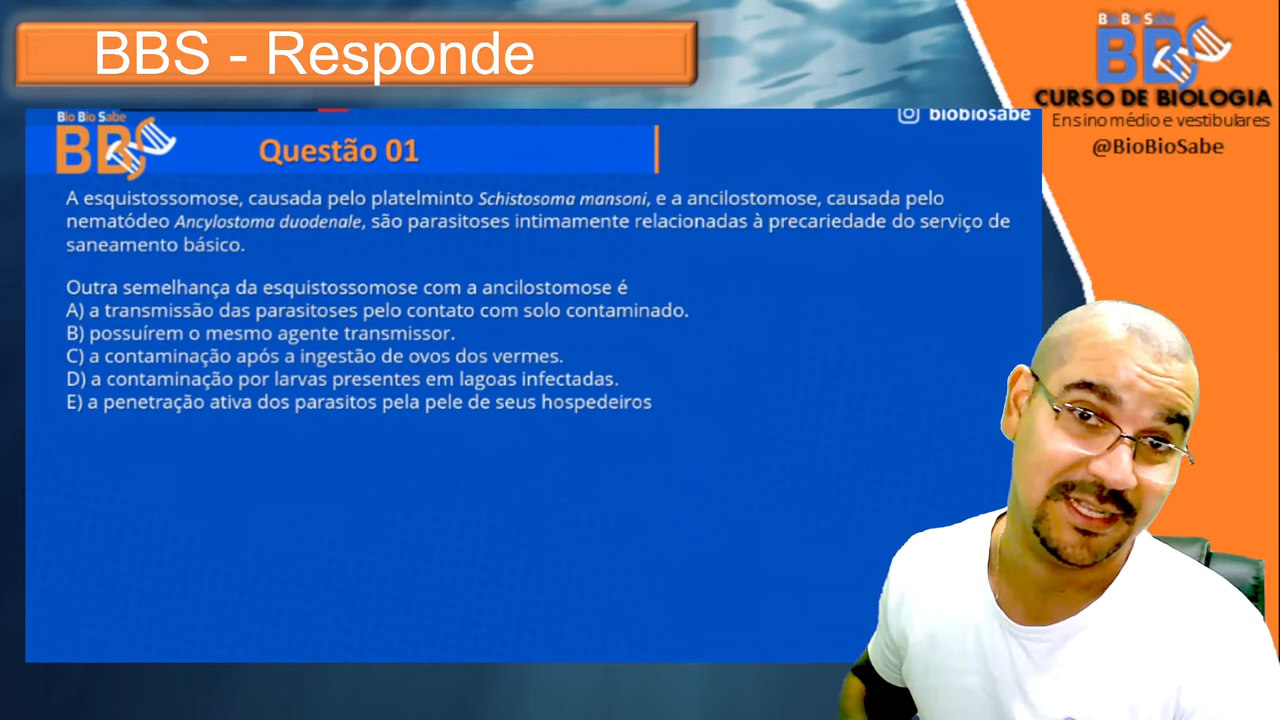 BBS - Responde
Bio Bio Sabe
BBS
CURSO DE BIOLOGIA
Ensino médio e vestibulares
@BioBioSabe
Bio Bio Sabe
BBS
biobiosabe
Questão 01
A esquistossomose, causada pelo platelminto Schistosoma mansoni, e a ancilostomose, causada pelo
nematódeo Ancylostoma duodenale, são parasitoses intimamente relacionadas à precariedade do serviço de
saneamento básico.
Outra semelhança da esquistossomose com a ancilostomose é
A) a transmissão das parasitoses pelo contato com solo contaminado.
B) possuírem o mesmo agente transmissor.
C) a contaminação após a ingestão de ovos dos vermes.
D) a contaminação por larvas presentes em lagoas infectadas.
E) a penetração ativa dos parasitos pela pele de seus hospedeiros